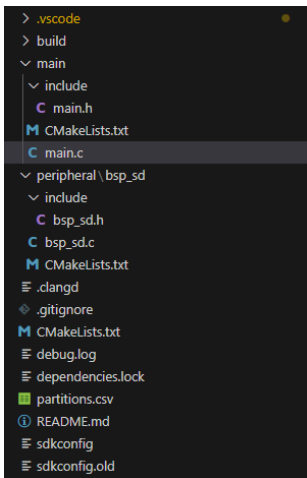 .vscode
build
main
include
C main.h
M CMakeLists.txt
C main.c
peripheral\bsp_sd
include
C bsp_sd.h
C bsp_sd.c
M CMakeLists.txt
.clangd
.gitignore
M CMakeLists.txt
debug.log
dependencies.lock
partitions.csv
README.md
sdkconfig
sdkconfig.old